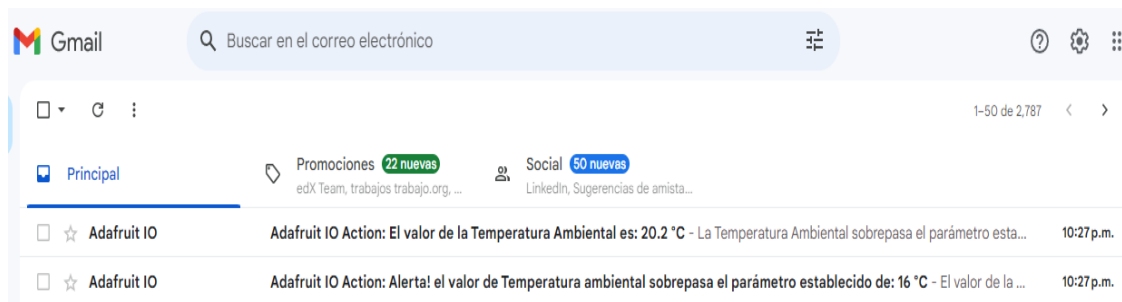 Gmail
Buscar en el correo electrónico
1–50 de 2,787
Principal
Promociones 22 nuevas
edX Team, trabajos trabajo.org, ...
Social 50 nuevas
LinkedIn, Sugerencias de amista...
Adafruit IO Adafruit IO Action: El valor de la Temperatura Ambiental es: 20.2 °C - La Temperatura Ambiental sobrepasa el parámetro esta... 10:27 p.m.
Adafruit IO Adafruit IO Action: Alerta! el valor de Temperatura ambiental sobrepasa el parámetro establecido de: 16 °C - El valor de la ... 10:27 p.m.